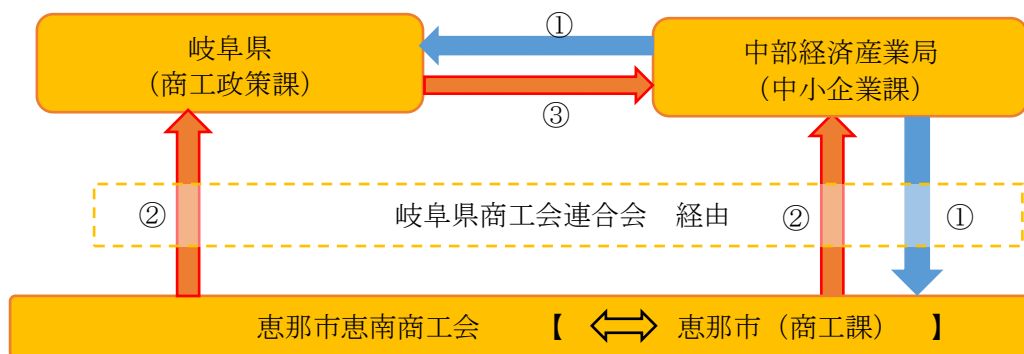 ①
岐阜県
（商工政策課）
中部経済産業局
（中小企業課）
③
②
岐阜県商工会連合会　経由
②
①
恵那市恵南商工会　【　恵那市（商工課）　】